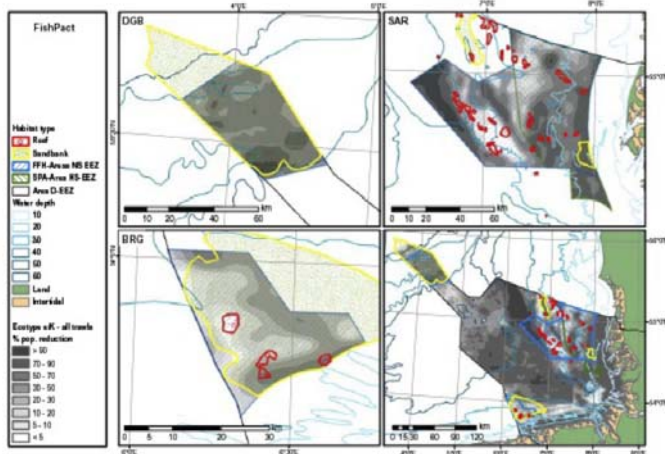 FishPact
Habitat type
Reef
Sandbank
FFH-Areas NS EEZ
SPA-Area NS-EEZ
Area D-EEZ
Water depth
10
20
30
40
50
60
Land
Intertidal
Ecotype
- all trawls
% pop. reduction
> 90
70 - 90
50 - 70
30 - 50
20 - 30
10 - 20
5 - 10
< 5
DGB
km
0 10 20 40 60
SAR
km
0 10 20 40 60
BRG
km
0 5 10 20 30
km
0 15 30 60 90 120